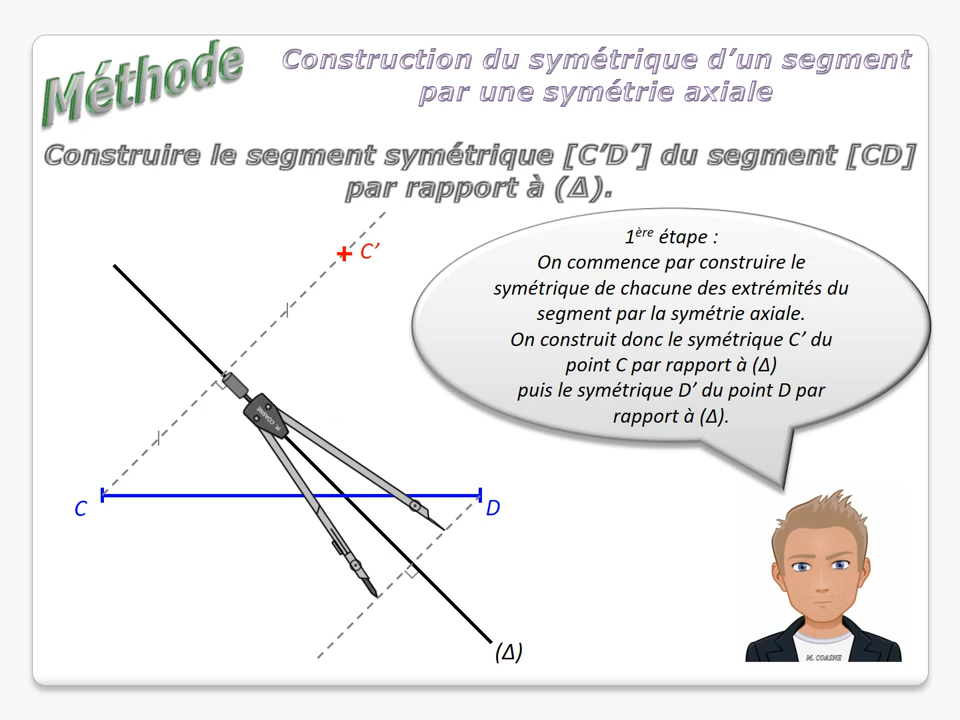 Méthode
Construction du symétrique d’un segment
par une symétrie axiale
Construire le segment symétrique [C’D’] du segment [CD]
par rapport à (Δ).
1ère étape :
On commence par construire le
symétrique de chacune des extrémités du
segment par la symétrie axiale.
On construit donc le symétrique C’ du
point C par rapport à (Δ)
puis le symétrique D’ du point D par
rapport à (Δ).
C’
M. COASNE
C
D
(Δ)
M. COASNE